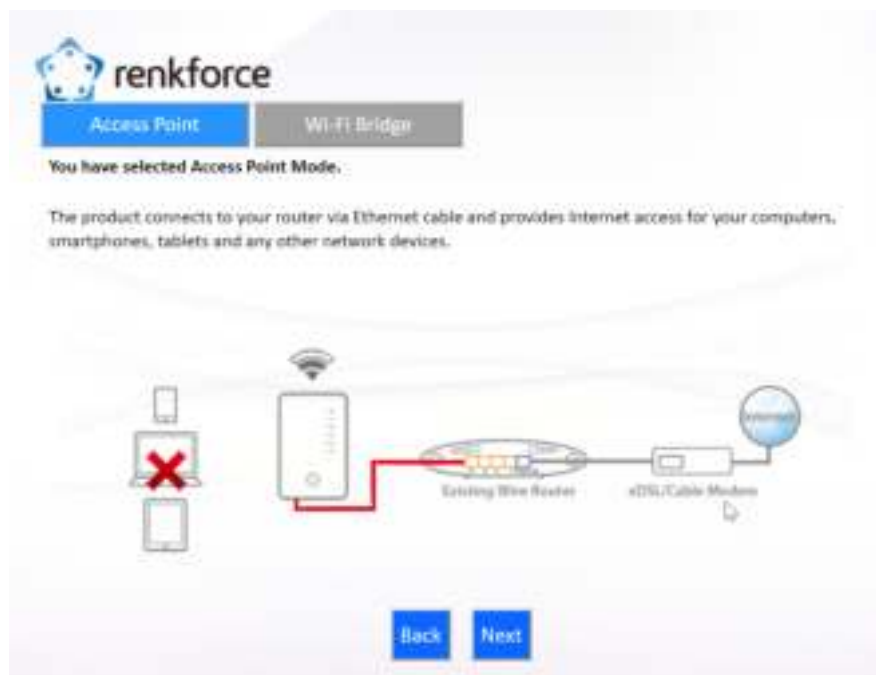 renkforce
Access Point
Wi-Fi Bridge
You have selected Access Point Mode.
The product connects to your router via Ethernet cable and provides Internet access for your computers,
smartphones, tablets and any other network devices.
Internet
Existing Wire Router
xDSL/Cable Modem
Back
Next